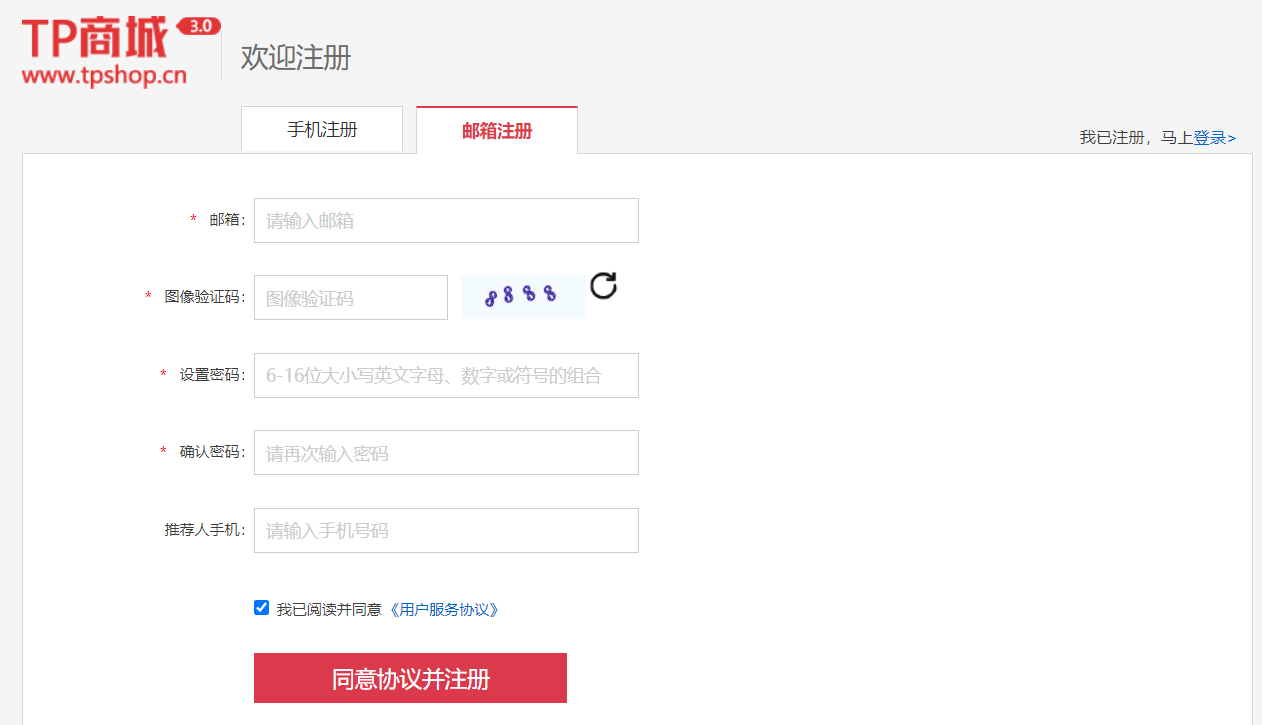 TP商城 3.0
www.tpshop.cn
欢迎注册
手机注册
邮箱注册
我已注册，马上登录>
* 邮箱：
请输入邮箱
* 图像验证码：
图像验证码
8888
* 设置密码：
6-16位大小写英文字母、数字或符号的组合
* 确认密码：
请再次输入密码
推荐人手机：
请输入手机号码
我已阅读并同意《用户服务协议》
同意协议并注册